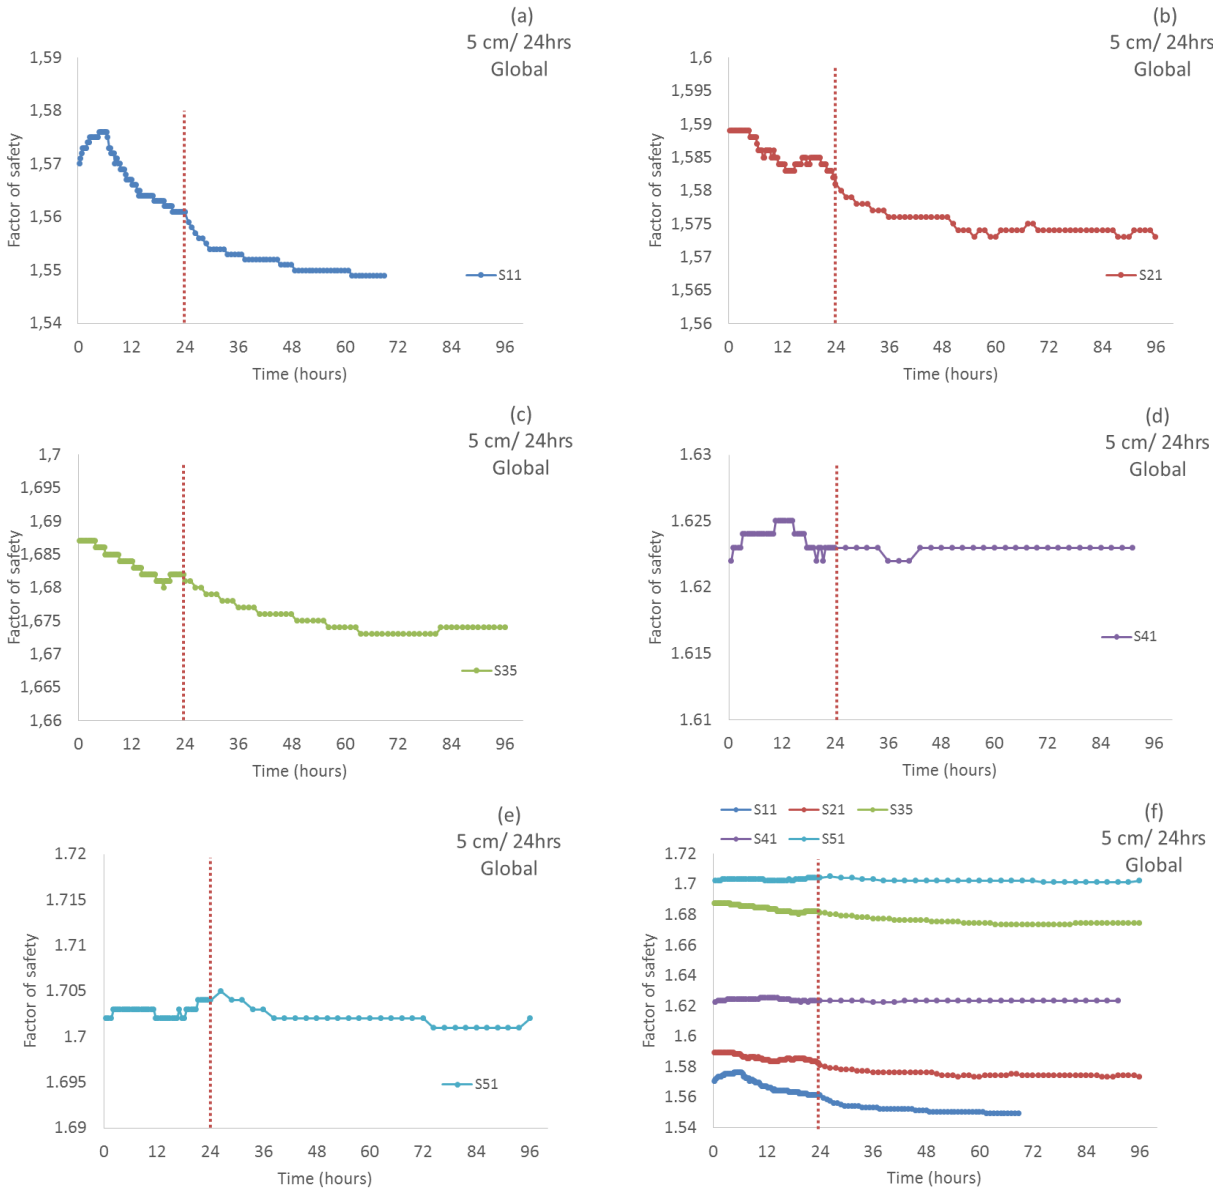 (a)
5 cm/ 24hrs
Global
1,59
1,58
1,57
1,56
1,55
1,54
Factor of safety
S11
0 12 24 36 48 60 72 84 96
Time (hours)
(b)
5 cm/ 24hrs
Global
1,6
1,595
1,59
1,585
1,58
1,575
1,57
1,565
1,56
Factor of safety
S21
0 12 24 36 48 60 72 84 96
Time (hours)
(c)
5 cm/ 24hrs
Global
1,7
1,695
1,69
1,685
1,68
1,675
1,67
1,665
1,66
Factor of safety
S35
0 12 24 36 48 60 72 84 96
Time (hours)
(d)
5 cm/ 24hrs
Global
1.63
1.625
1.62
1.615
1.61
Factor of safety
S41
0 12 24 36 48 60 72 84 96
Time (hours)
(e)
5 cm/ 24hrs
Global
1.72
1.715
1.71
1.705
1.7
1.695
1.69
Factor of safety
S51
0 12 24 36 48 60 72 84 96
Time (hours)
S11 S21 S35
S41 S51
(f)
5 cm/ 24hrs
Global
1.72
1.7
1.68
1.66
1.64
1.62
1.6
1.58
1.56
1.54
Factor of safety
0 12 24 36 48 60 72 84 96
Time (hours)